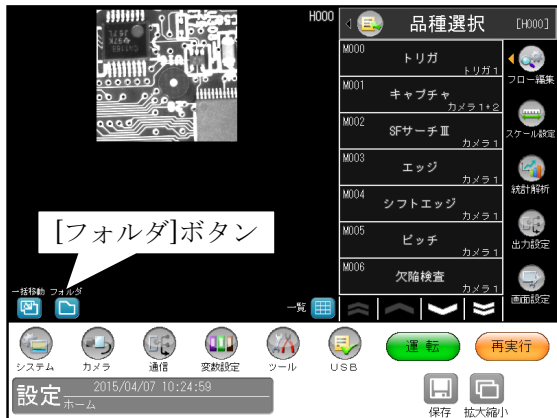 H000
品種選択
[H000]
M000
トリガ
トリガ1
M001
キャプチャ
カメラ1+2
M002
SFサーチⅢ
カメラ1
M003
エッジ
カメラ1
M004
シフトエッジ
カメラ1
M005
ピッチ
カメラ1
M006
欠陥検査
カメラ1
フロー編集
スケール設定
統計解析
出力設定
画面設定
[フォルダ]ボタン
一括移動 フォルダ
一覧
システム
カメラ
通信
変数設定
ツール
USB
運転
再実行
設定
2015/04/07 10:24:59
ホーム
保存
拡大縮小